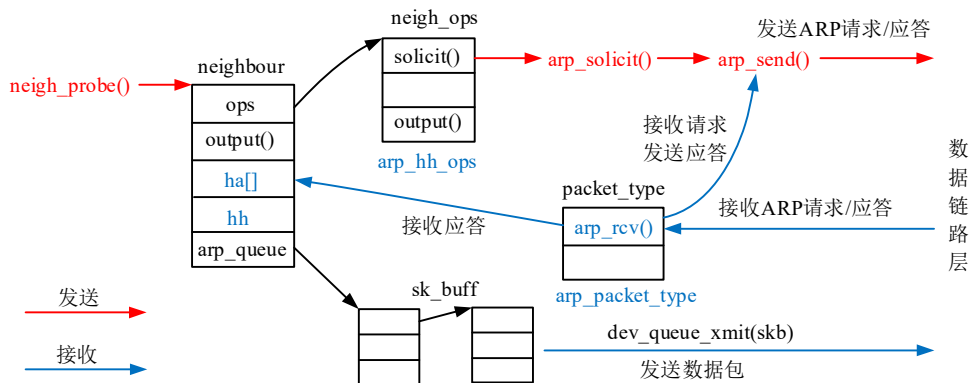 neigh_ops
发送ARP请求/应答
solicit()
arp_solicit()
arp_send()
neighbour
neigh_probe()
ops
output()
output()
接收请求
发送应答
arp_hh_ops
数据链路层
ha[]
packet_type
hh
接收应答
arp_rcv()
接收ARP请求/应答
arp_queue
arp_packet_type
sk_buff
发送
dev_queue_xmit(skb)
接收
发送数据包